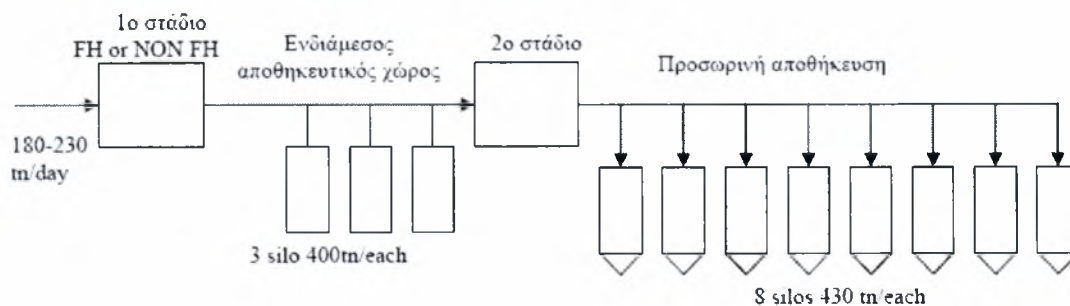 1ο στάδιο
FH or NON FH
Ενδιάμεσος
αποθηκευτικός χώρος
2ο στάδιο
Προσωρινή αποθήκευση
180-230
tn/day
3 silo 400tn/each
8 silos 430 tn/each